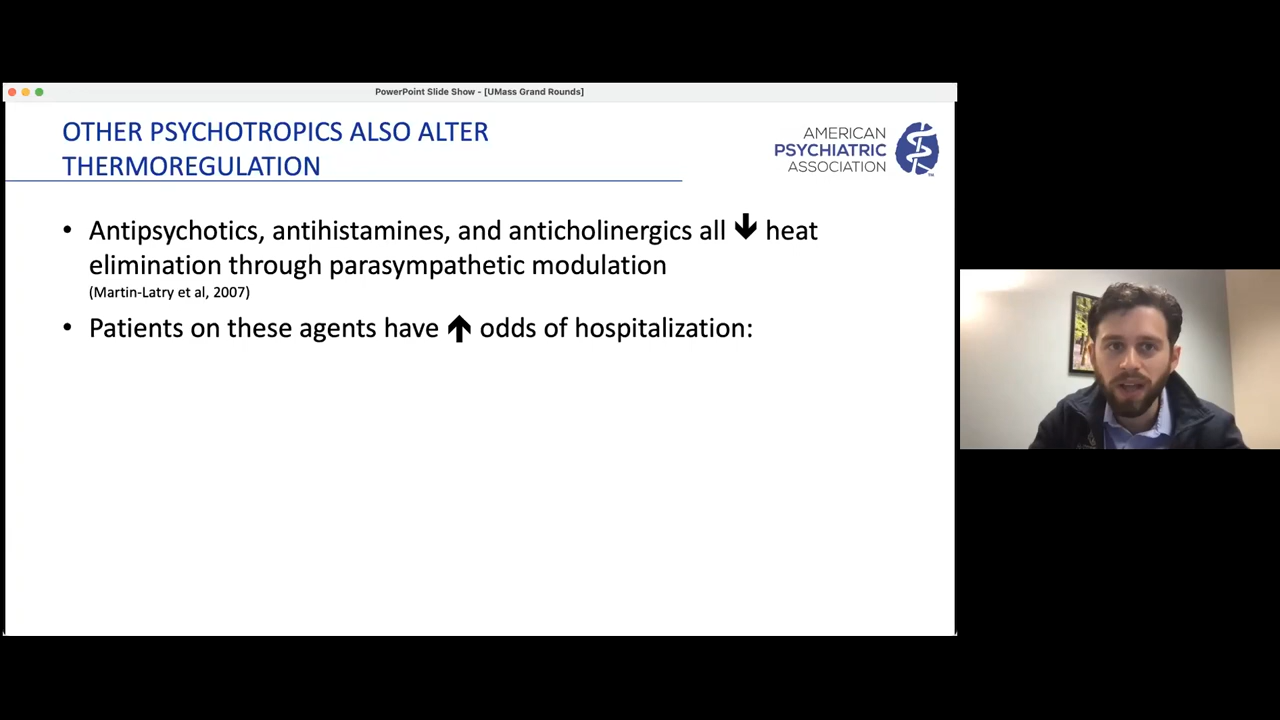 PowerPoint Slide Show - [UMass Grand Rounds]
OTHER PSYCHOTROPICS ALSO ALTER
THERMOREGULATION
AMERICAN
PSYCHIATRIC
ASSOCIATION
• Antipsychotics, antihistamines, and anticholinergics all 🡇 heat
elimination through parasympathetic modulation
(Martin-Latry et al, 2007)
• Patients on these agents have 🡅 odds of hospitalization: